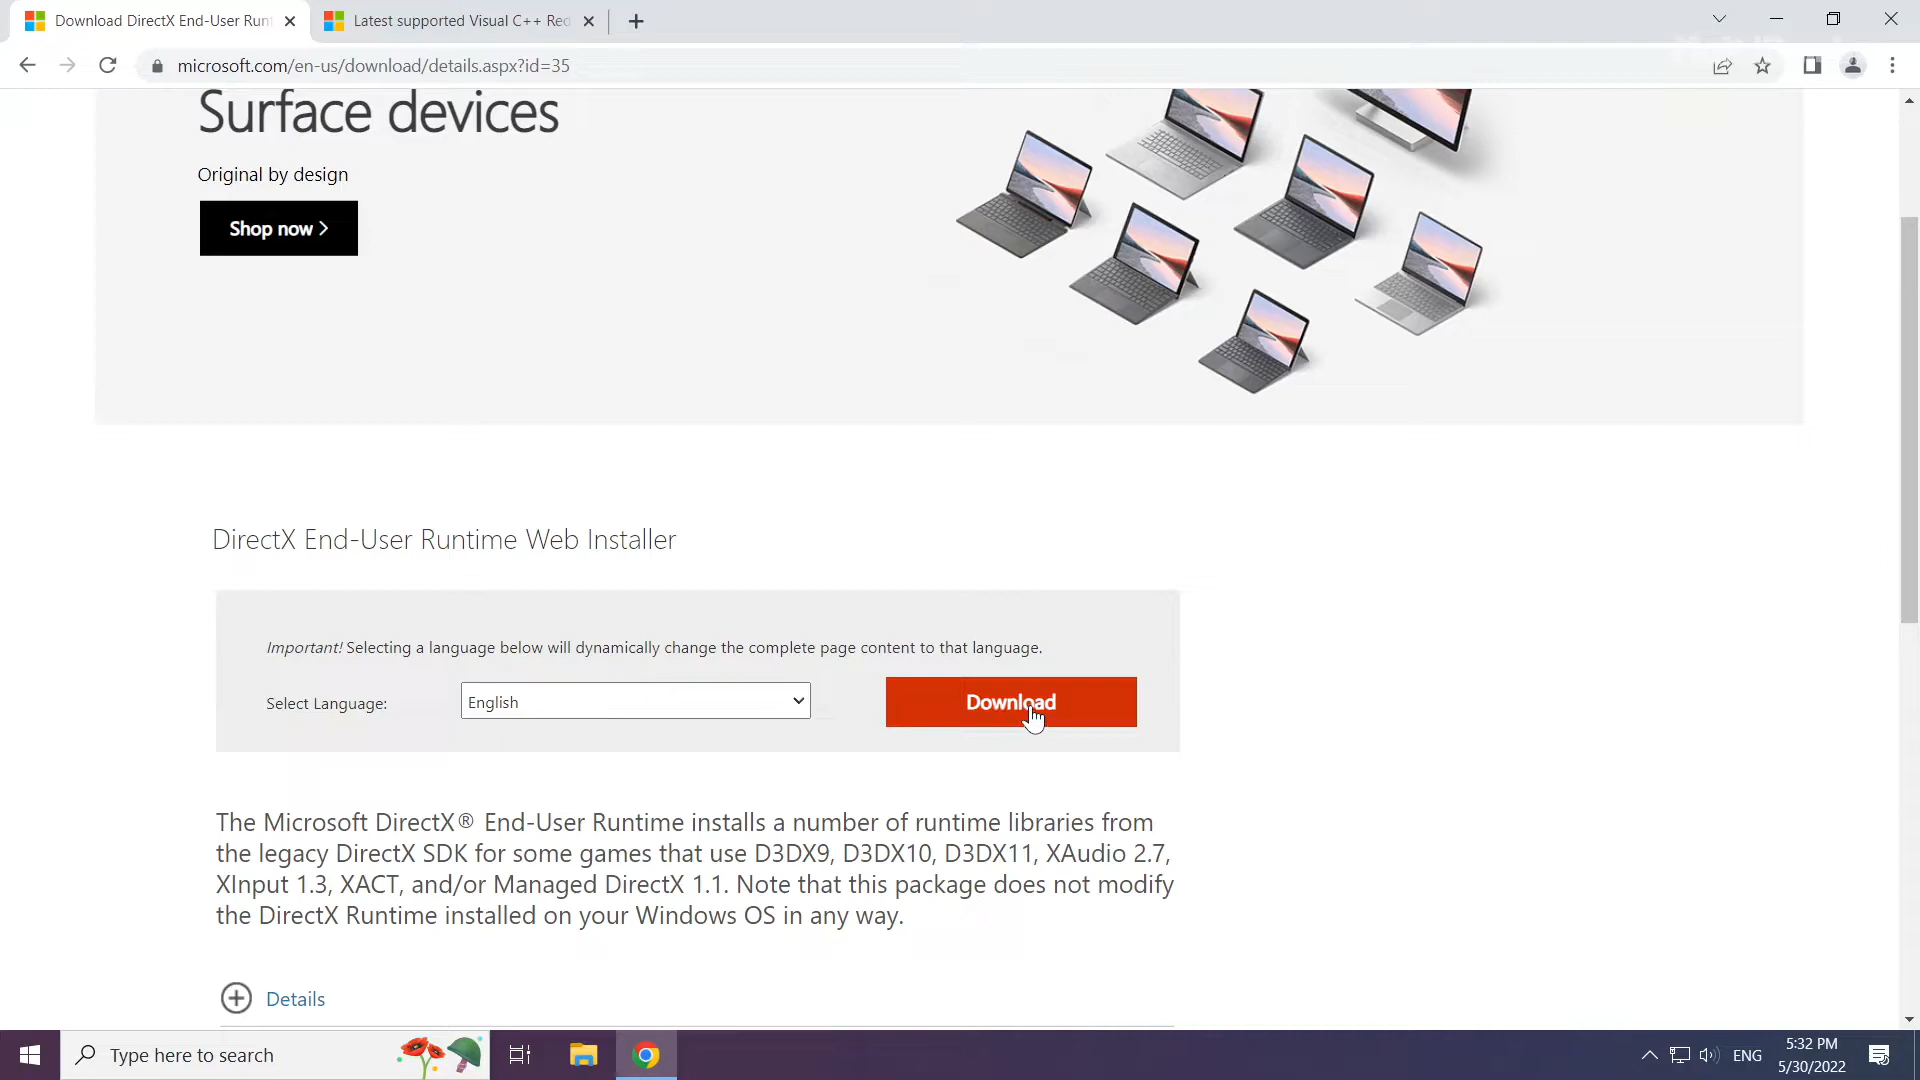 Download DirectX End-User Runt
Latest supported Visual C++ Red
microsoft.com/en-us/download/details.aspx?id=35
Surface devices
Original by design
Shop now
DirectX End-User Runtime Web Installer
Important! Selecting a language below will dynamically change the complete page content to that language.
Select Language:
English
Download
The Microsoft DirectX® End-User Runtime installs a number of runtime libraries from
the legacy DirectX SDK for some games that use D3DX9, D3DX10, D3DX11, XAudio 2.7,
XInput 1.3, XACT, and/or Managed DirectX 1.1. Note that this package does not modify
the DirectX Runtime installed on your Windows OS in any way.
Details
Type here to search
ENG
5:32 PM
5/30/2022